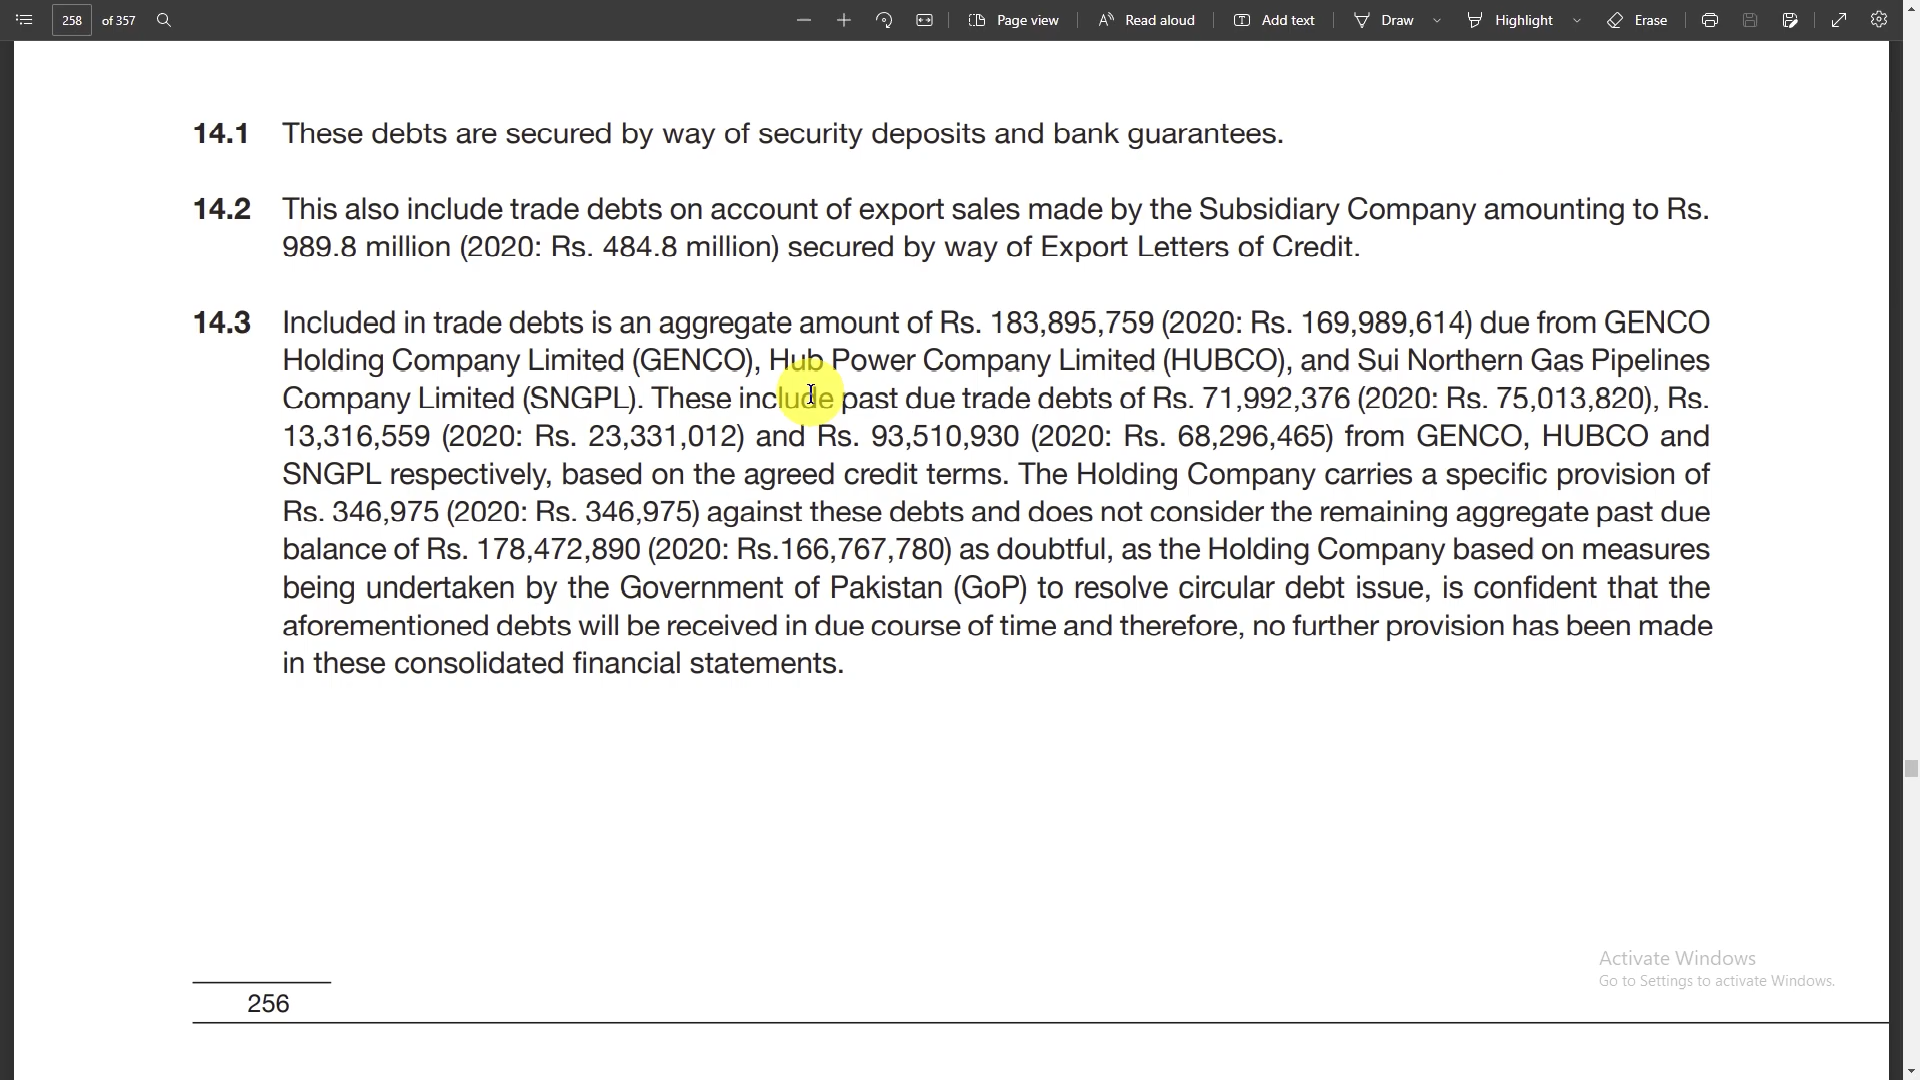 258 of 357 Page view Read aloud Add text Draw Highlight Erase
14.1 These debts are secured by way of security deposits and bank guarantees.
14.2 This also include trade debts on account of export sales made by the Subsidiary Company amounting to Rs.
989.8 million (2020: Rs. 484.8 million) secured by way of Export Letters of Credit.
14.3 Included in trade debts is an aggregate amount of Rs. 183,895,759 (2020: Rs. 169,989,614) due from GENCO
Holding Company Limited (GENCO), Hub Power Company Limited (HUBCO), and Sui Northern Gas Pipelines
Company Limited (SNGPL). These include past due trade debts of Rs. 71,992,376 (2020: Rs. 75,013,820), Rs.
13,316,559 (2020: Rs. 23,331,012) and Rs. 93,510,930 (2020: Rs. 68,296,465) from GENCO, HUBCO and
SNGPL respectively, based on the agreed credit terms. The Holding Company carries a specific provision of
Rs. 346,975 (2020: Rs. 346,975) against these debts and does not consider the remaining aggregate past due
balance of Rs. 178,472,890 (2020: Rs.166,767,780) as doubtful, as the Holding Company based on measures
being undertaken by the Government of Pakistan (GoP) to resolve circular debt issue, is confident that the
aforementioned debts will be received in due course of time and therefore, no further provision has been made
in these consolidated financial statements.
Activate Windows
Go to Settings to activate Windows.
256